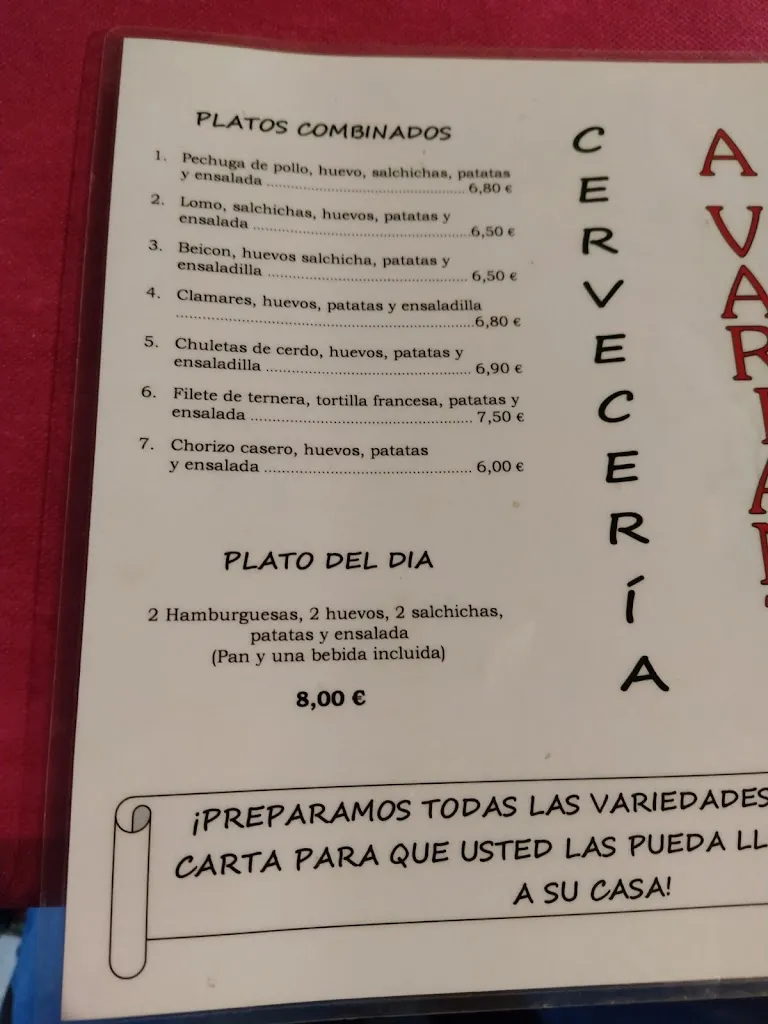 PLATOS COMBINADOS
1. Pechuga de pollo, huevo, salchichas, patatas
y ensalada ........................................ 6,80 €
2. Lomo, salchichas, huevos, patatas y
ensalada ............................................6,50 €
3. Beicon, huevos salchicha, patatas y
ensaladilla ........................................ 6,50 €
4. Clamares, huevos, patatas y ensaladilla
............................................................6,80 €
5. Chuletas de cerdo, huevos, patatas y
ensaladilla ......................................... 6,90 €
6. Filete de ternera, tortilla francesa, patatas y
ensalada ............................................ 7,50 €
7. Chorizo casero, huevos, patatas
y ensalada ......................................... 6,00 €
PLATO DEL DIA
2 Hamburguesas, 2 huevos, 2 salchichas,
patatas y ensalada
(Pan y una bebida incluida)
8,00 €
CERVECERÍA
A VARIA
¡PREPARAMOS TODAS LAS VARIEDADES
CARTA PARA QUE USTED LAS PUEDA LL
A SU CASA!